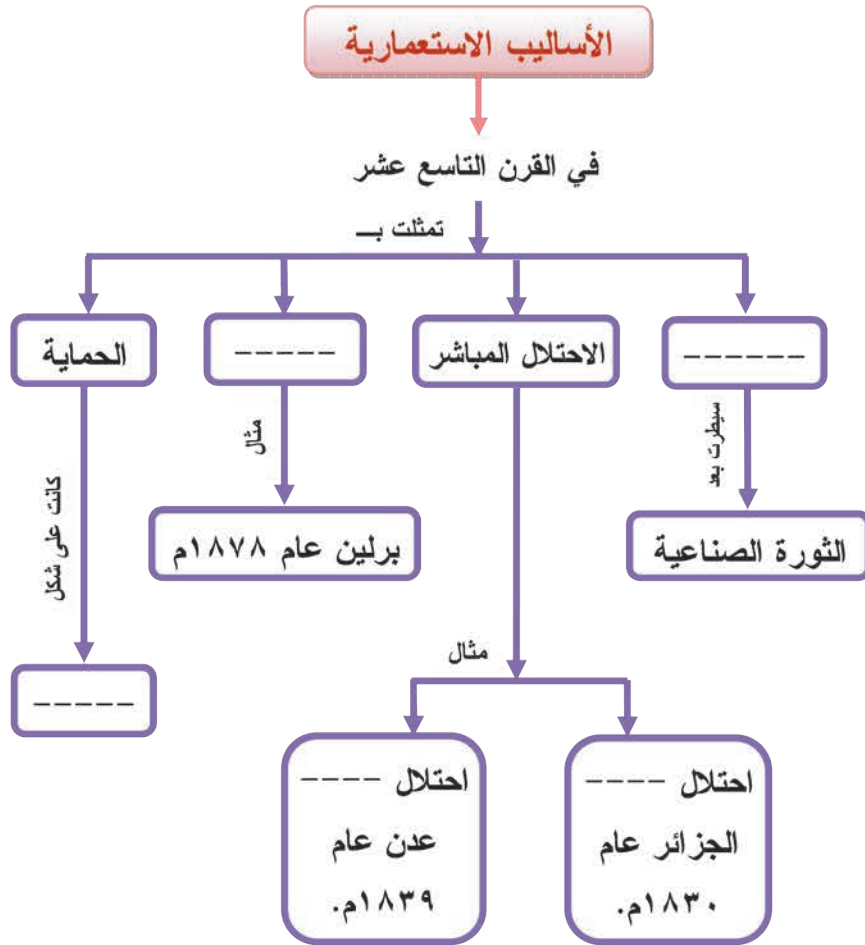 الأساليب الاستعمارية
في القرن التاسع عشر
تمثلت بـــ
------
الاحتلال المباشر
-----
الحماية
سيطرت بعد
مثال
كانت على شكل
الثورة الصناعية
برلين عام ١٨٧٨م
مثال
-----
احتلال ----
الجزائر عام
١٨٣٠م.
احتلال ----
عدن عام
١٨٣٩م.